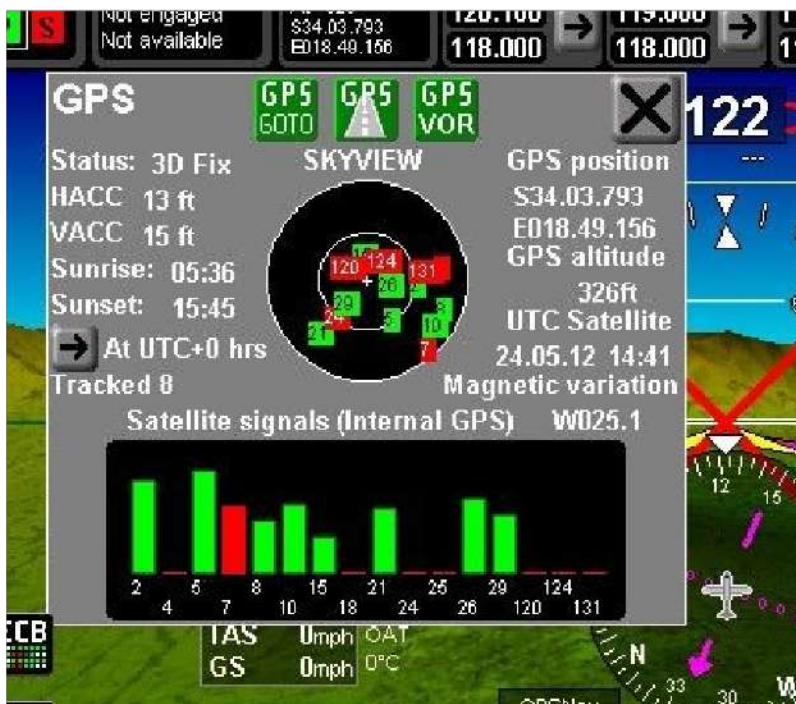 S
Not engaged
Not available
S34.03.793
E018.49.156
120.100
118.000
119.000
118.000
GPS
GPS GOTO
GPS
GPS VOR
122
---
Status: 3D Fix
SKYVIEW
GPS position
HACC 13 ft
S34.03.793
VACC 15 ft
E018.49.156
Sunrise: 05:36
GPS altitude
Sunset: 15:45
326ft
At UTC+0 hrs
UTC Satellite
24.05.12 14:41
Tracked 8
Magnetic variation
120 124 131
26
29
24
5
10
21
7
Satellite signals (Internal GPS) W025.1
2 5 8 15 21 25 29 124
4 7 10 18 24 26 120 131
12
15
ECB
TAS 0mph OAT
GS 0mph 0°C
N
33
30
W